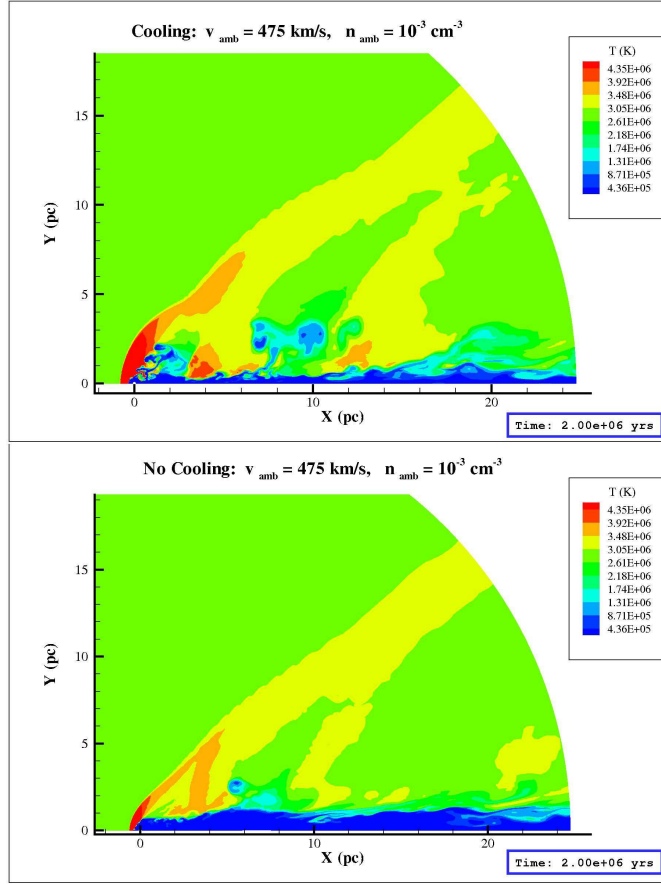 Cooling: v amb = 475 km/s, n amb = 10⁻³ cm⁻³
T (K)
4.35E+06
3.92E+06
3.48E+06
3.05E+06
2.61E+06
2.18E+06
1.74E+06
1.31E+06
8.71E+05
4.36E+05
15
10
5
0
Y (pc)
0
10
20
X (pc)
Time: 2.00e+06 yrs
No Cooling: v amb = 475 km/s, n amb = 10⁻³ cm⁻³
T (K)
4.35E+06
3.92E+06
3.48E+06
3.05E+06
2.61E+06
2.18E+06
1.74E+06
1.31E+06
8.71E+05
4.36E+05
15
10
5
0
Y (pc)
0
10
20
X (pc)
Time: 2.00e+06 yrs